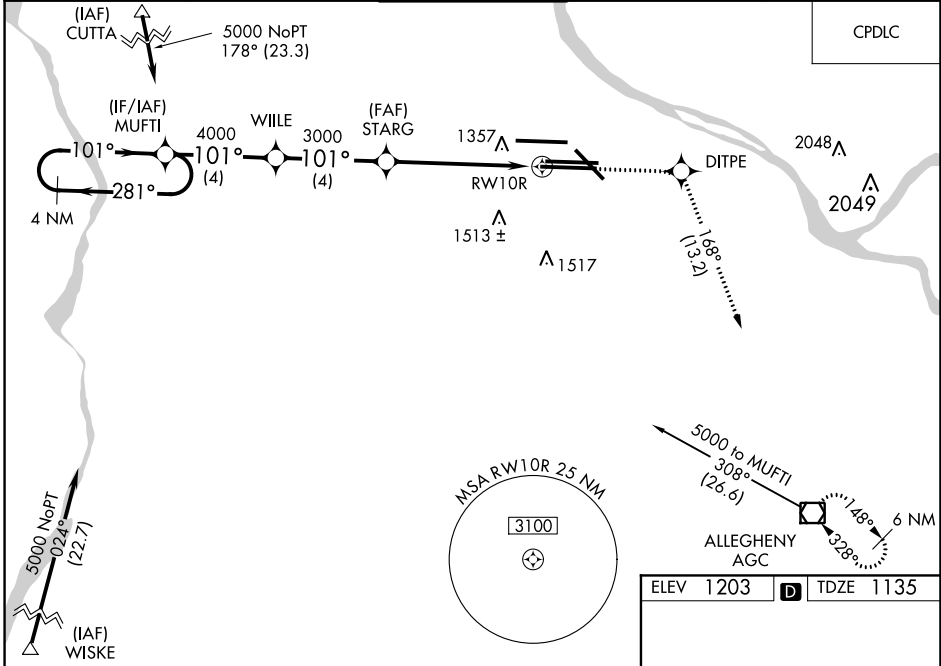 (IAF)
CUTTA
5000 NoPT
178° (23.3)
CPDLC
(IF/IAF)
MUFTI
4000
101°
(4)
WIILE
3000
101°
(4)
(FAF)
STARG
1357
RW10R
DITPE
2048
2049
101°
281°
4 NM
1513 ±
1517
168°
(13.2)
5000 NoPT
024°
(22.7)
(IAF)
WISKE
MSA RW10R 25 NM
3100
5000 to MUFTI
308°
(26.6)
ALLEGHENY
AGC
148°
328°
6 NM
ELEV 1203 D TDZE 1135